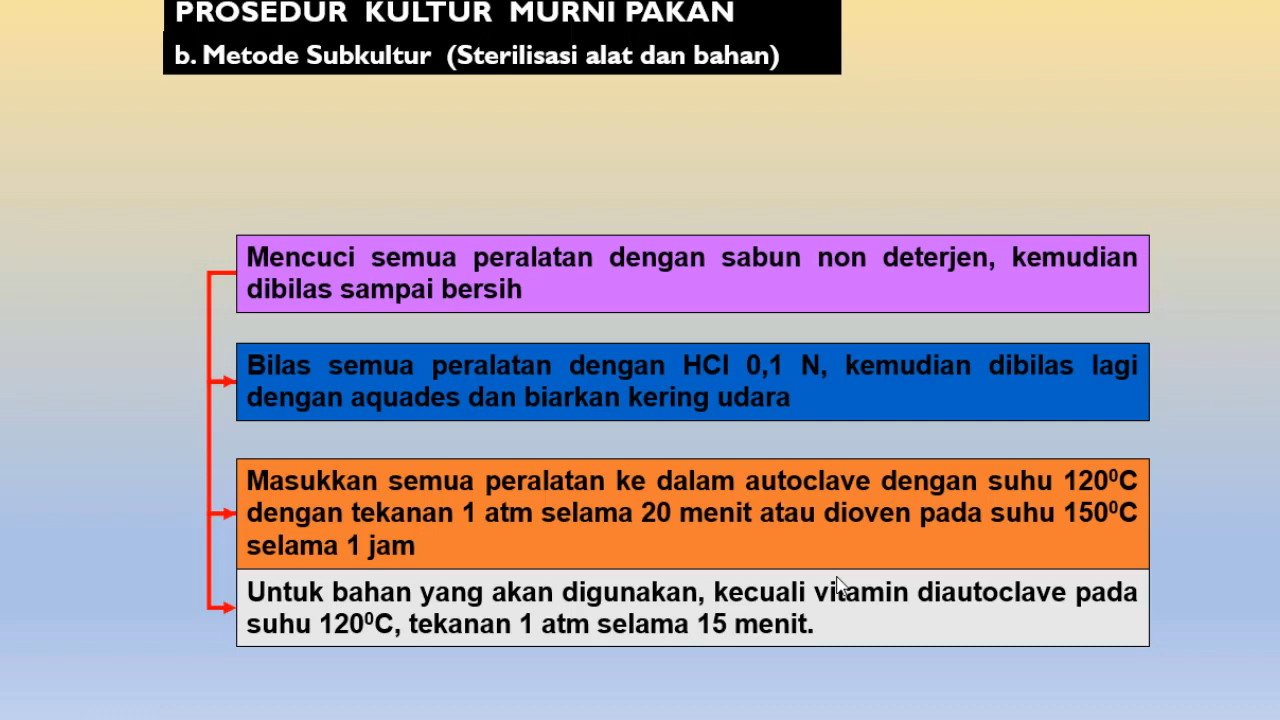 PROSEDUR KULTUR MURNI PAKAN
b. Metode Subkultur (Sterilisasi alat dan bahan)
Mencuci semua peralatan dengan sabun non deterjen, kemudian
dibilas sampai bersih
Bilas semua peralatan dengan HCl 0,1 N, kemudian dibilas lagi
dengan aquades dan biarkan kering udara
Masukkan semua peralatan ke dalam autoclave dengan suhu 120⁰C
dengan tekanan 1 atm selama 20 menit atau dioven pada suhu 150⁰C
selama 1 jam
Untuk bahan yang akan digunakan, kecuali vitamin diautoclave pada
suhu 120⁰C, tekanan 1 atm selama 15 menit.